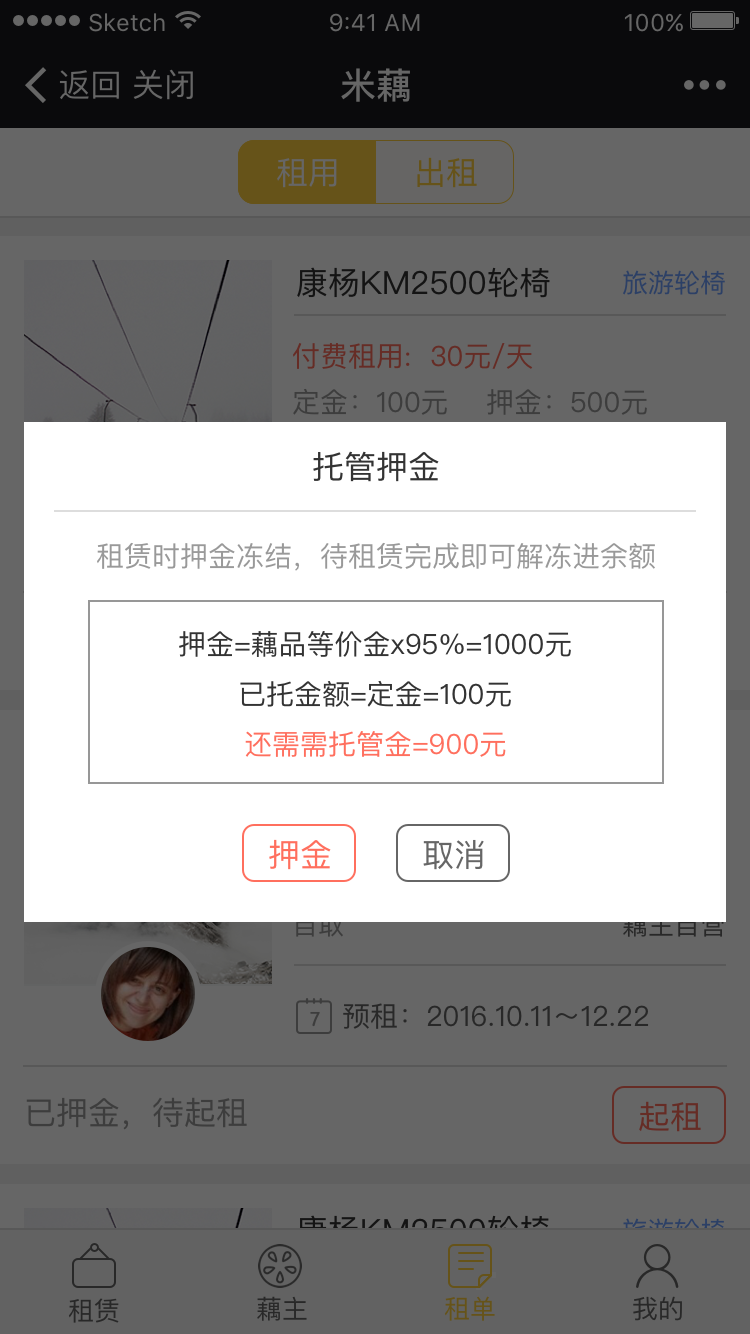 Sketch 9:41 AM 100%
返回 关闭 米藕
租用 出租
康杨KM2500轮椅 旅游轮椅
付费租用：30元/天
定金：100元 押金：500元
托管押金
租赁时押金冻结，待租赁完成即可解冻进余额
押金=藕品等价金x95%=1000元
已托金额=定金=100元
还需需托管金=900元
押金 取消
自取 藕主自营
7 预租：2016.10.11～12.22
已押金，待起租 起租
康杨KM2500轮椅 旅游轮椅
租赁 藕主 租单 我的